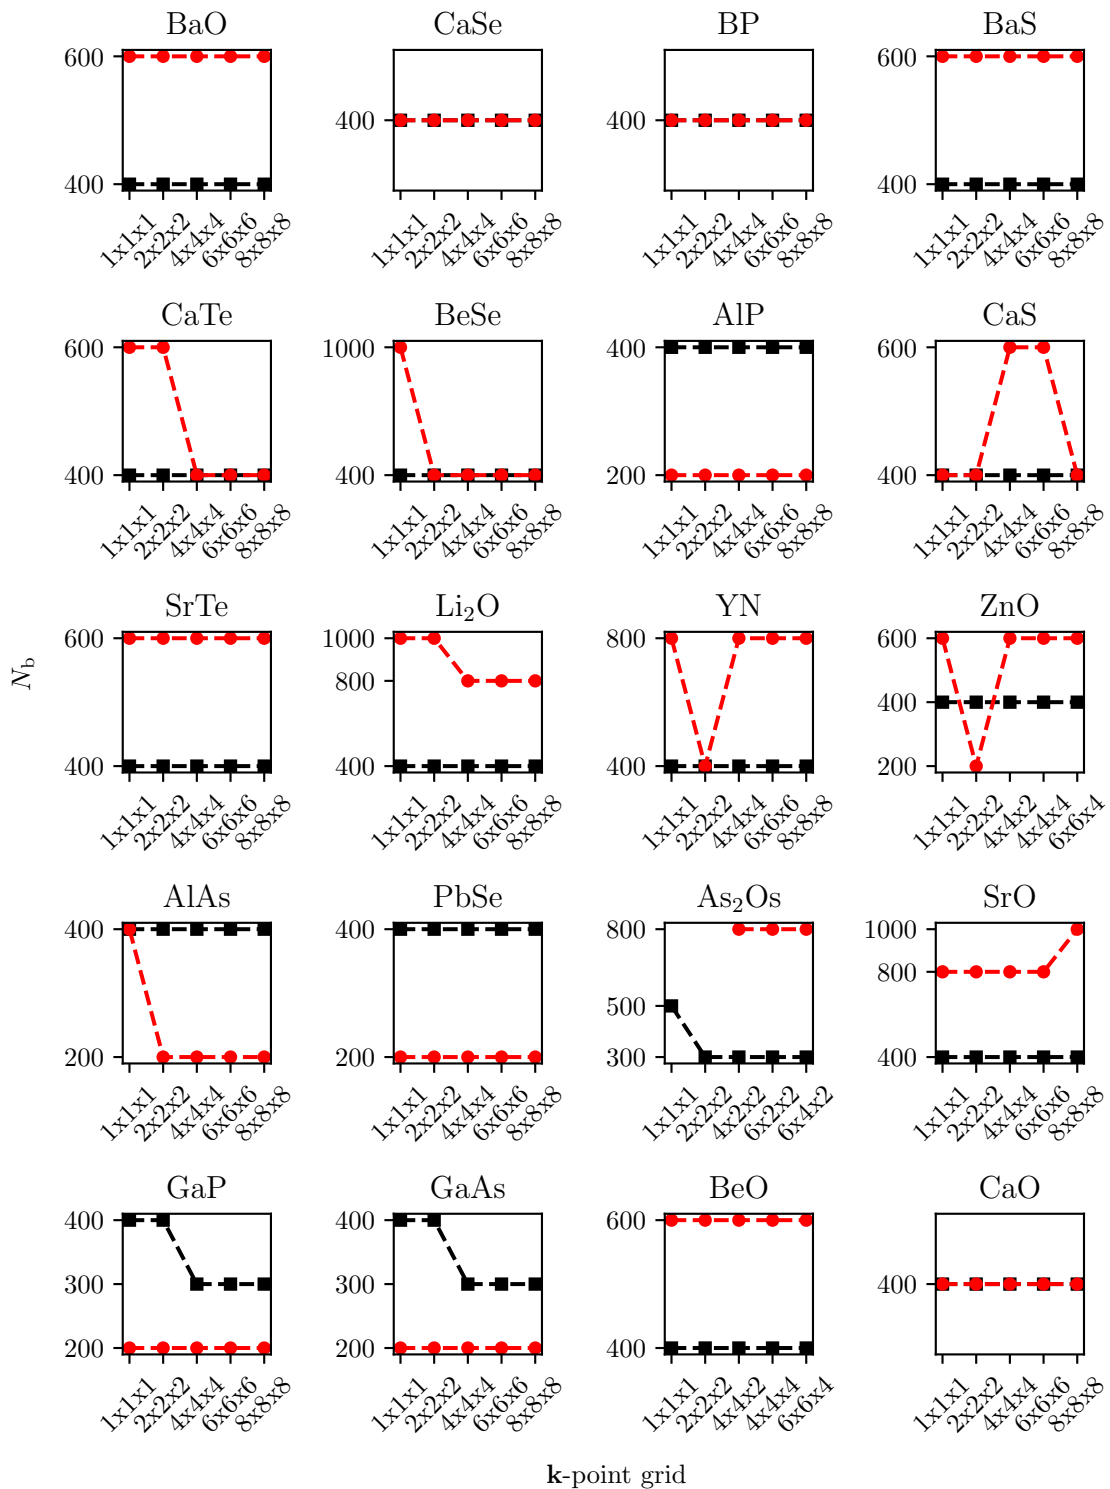 BaO CaSe BP BaS
600 400 400 600
400 400
1x1x1 2x2x2 4x4x4 6x6x6 8x8x8 1x1x1 2x2x2 4x4x4 6x6x6 8x8x8 1x1x1 2x2x2 4x4x4 6x6x6 8x8x8 1x1x1 2x2x2 4x4x4 6x6x6 8x8x8
CaTe BeSe AlP CaS
600 1000 400 600
400 400 200 400
1x1x1 2x2x2 4x4x4 6x6x6 8x8x8 1x1x1 2x2x2 4x4x4 6x6x6 8x8x8 1x1x1 2x2x2 4x4x4 6x6x6 8x8x8 1x1x1 2x2x2 4x4x4 6x6x6 8x8x8
SrTe Li₂O YN ZnO
600 1000 800 600
800 400
400 400 400 200
N_b
1x1x1 2x2x2 4x4x4 6x6x6 8x8x8 1x1x1 2x2x2 4x4x4 6x6x6 8x8x8 1x1x1 2x2x2 4x4x4 6x6x6 8x8x8 1x1x1 2x2x2 4x4x2 4x4x4 6x6x4
AlAs PbSe As₂Os SrO
400 400 800 1000
500 800
200 200 300 400
1x1x1 2x2x2 4x4x4 6x6x6 8x8x8 1x1x1 2x2x2 4x4x4 6x6x6 8x8x8 1x1x1 2x2x2 4x2x2 6x2x2 6x4x2 1x1x1 2x2x2 4x4x4 6x6x6 8x8x8
GaP GaAs BeO CaO
400 400 600
300 300 400
200 200 400
1x1x1 2x2x2 4x4x4 6x6x6 8x8x8 1x1x1 2x2x2 4x4x4 6x6x6 8x8x8 1x1x1 2x2x2 4x4x2 4x4x4 6x6x4 1x1x1 2x2x2 4x4x4 6x6x6 8x8x8
k-point grid